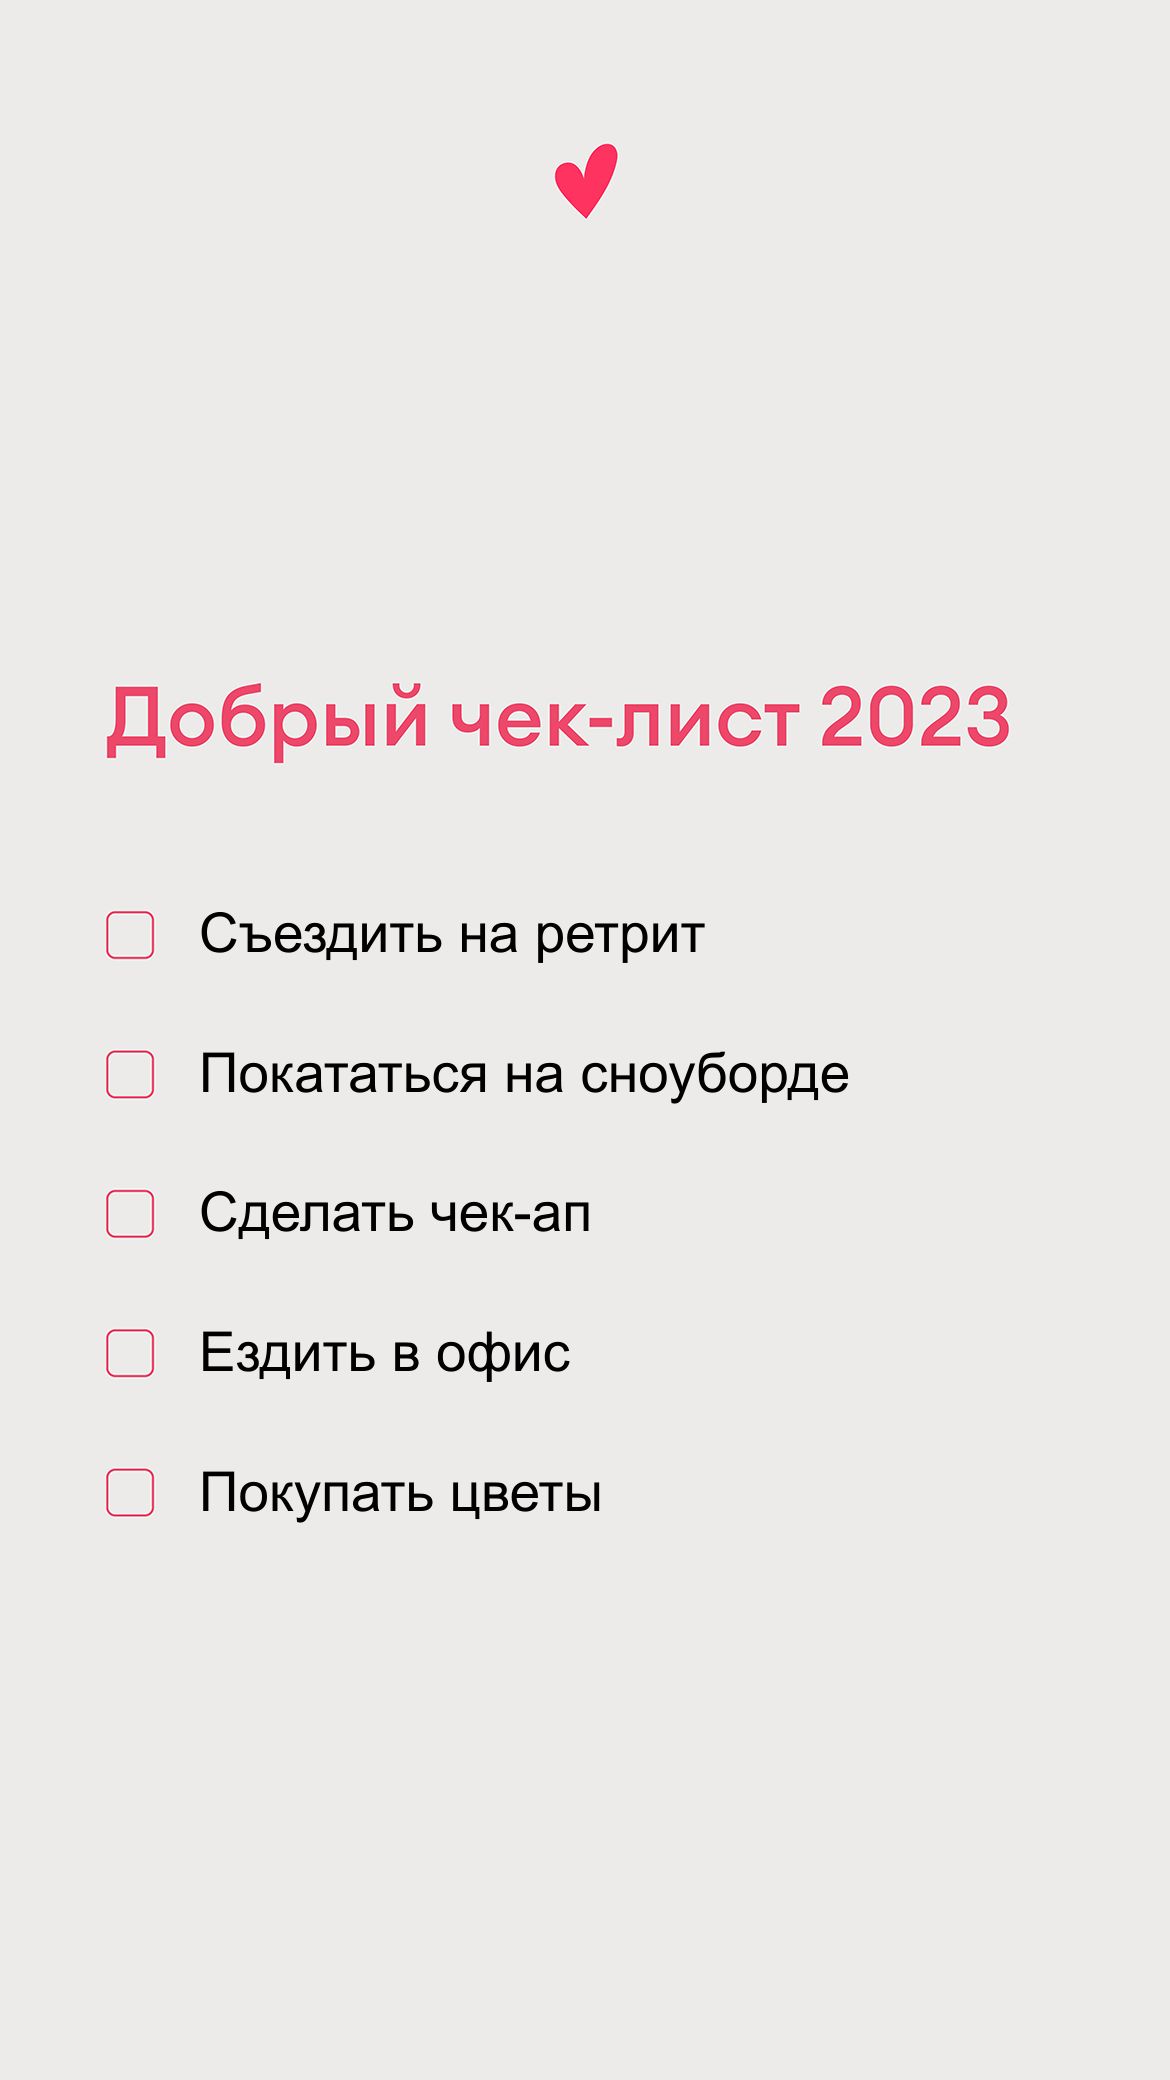 Добрый чек-лист 2023
Съездить на ретрит
Покататься на сноуборде
Сделать чек-ап
Ездить в офис
Покупать цветы